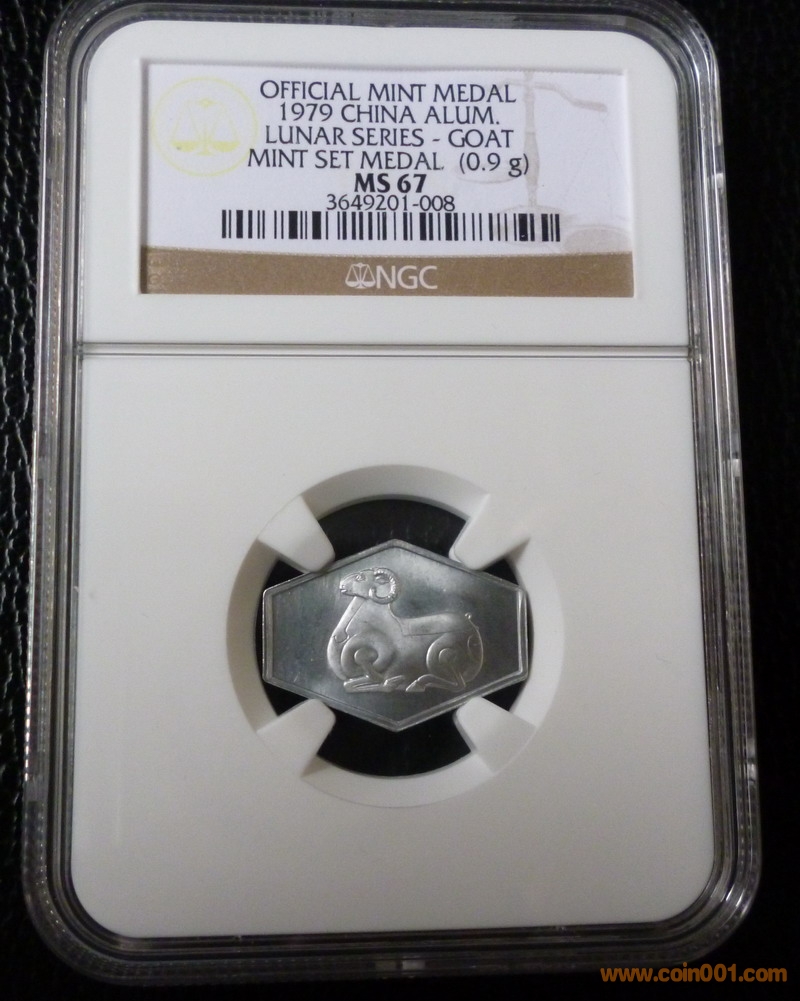 OFFICIAL MINT MEDAL
1979 CHINA ALUM.
LUNAR SERIES - GOAT
MINT SET MEDAL (0.9 g)
MS 67
3649201-008
NGC
www.coin001.com